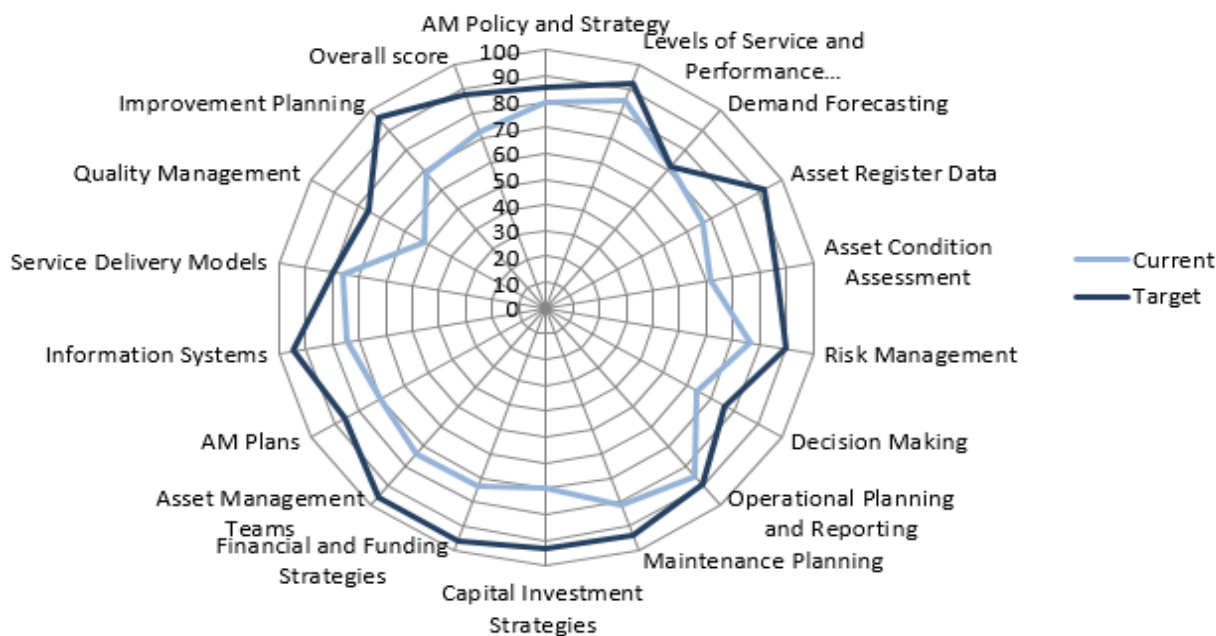 AM Policy and Strategy
Levels of Service and
Performance...
Demand Forecasting
Asset Register Data
Asset Condition
Assessment
Risk Management
Decision Making
Operational Planning
and Reporting
Maintenance Planning
Capital Investment
Strategies
Financial and Funding
Strategies
Asset Management
Teams
AM Plans
Information Systems
Service Delivery Models
Quality Management
Improvement Planning
Overall score
100
90
80
70
60
50
40
30
20
10
0
Current
Target